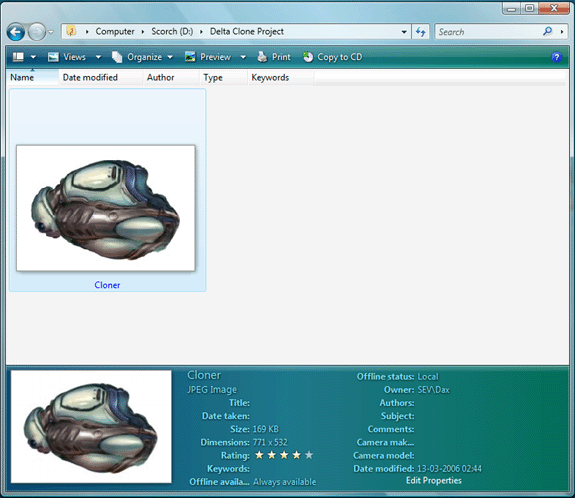 Computer Scorch (D:) Delta Clone Project Search
Views Organize Preview Print Copy to CD
Name Date modified Author Type Keywords
Cloner
Cloner
JPEG Image
Title:
Date taken:
Size: 169 KB
Dimensions: 771 x 532
Rating:
Keywords:
Offline availa... Always available
Offline status: Local
Owner: SEV\Dax
Authors:
Subject:
Comments:
Camera mak...
Camera model:
Date modified: 13-03-2006 02:44
Edit Properties